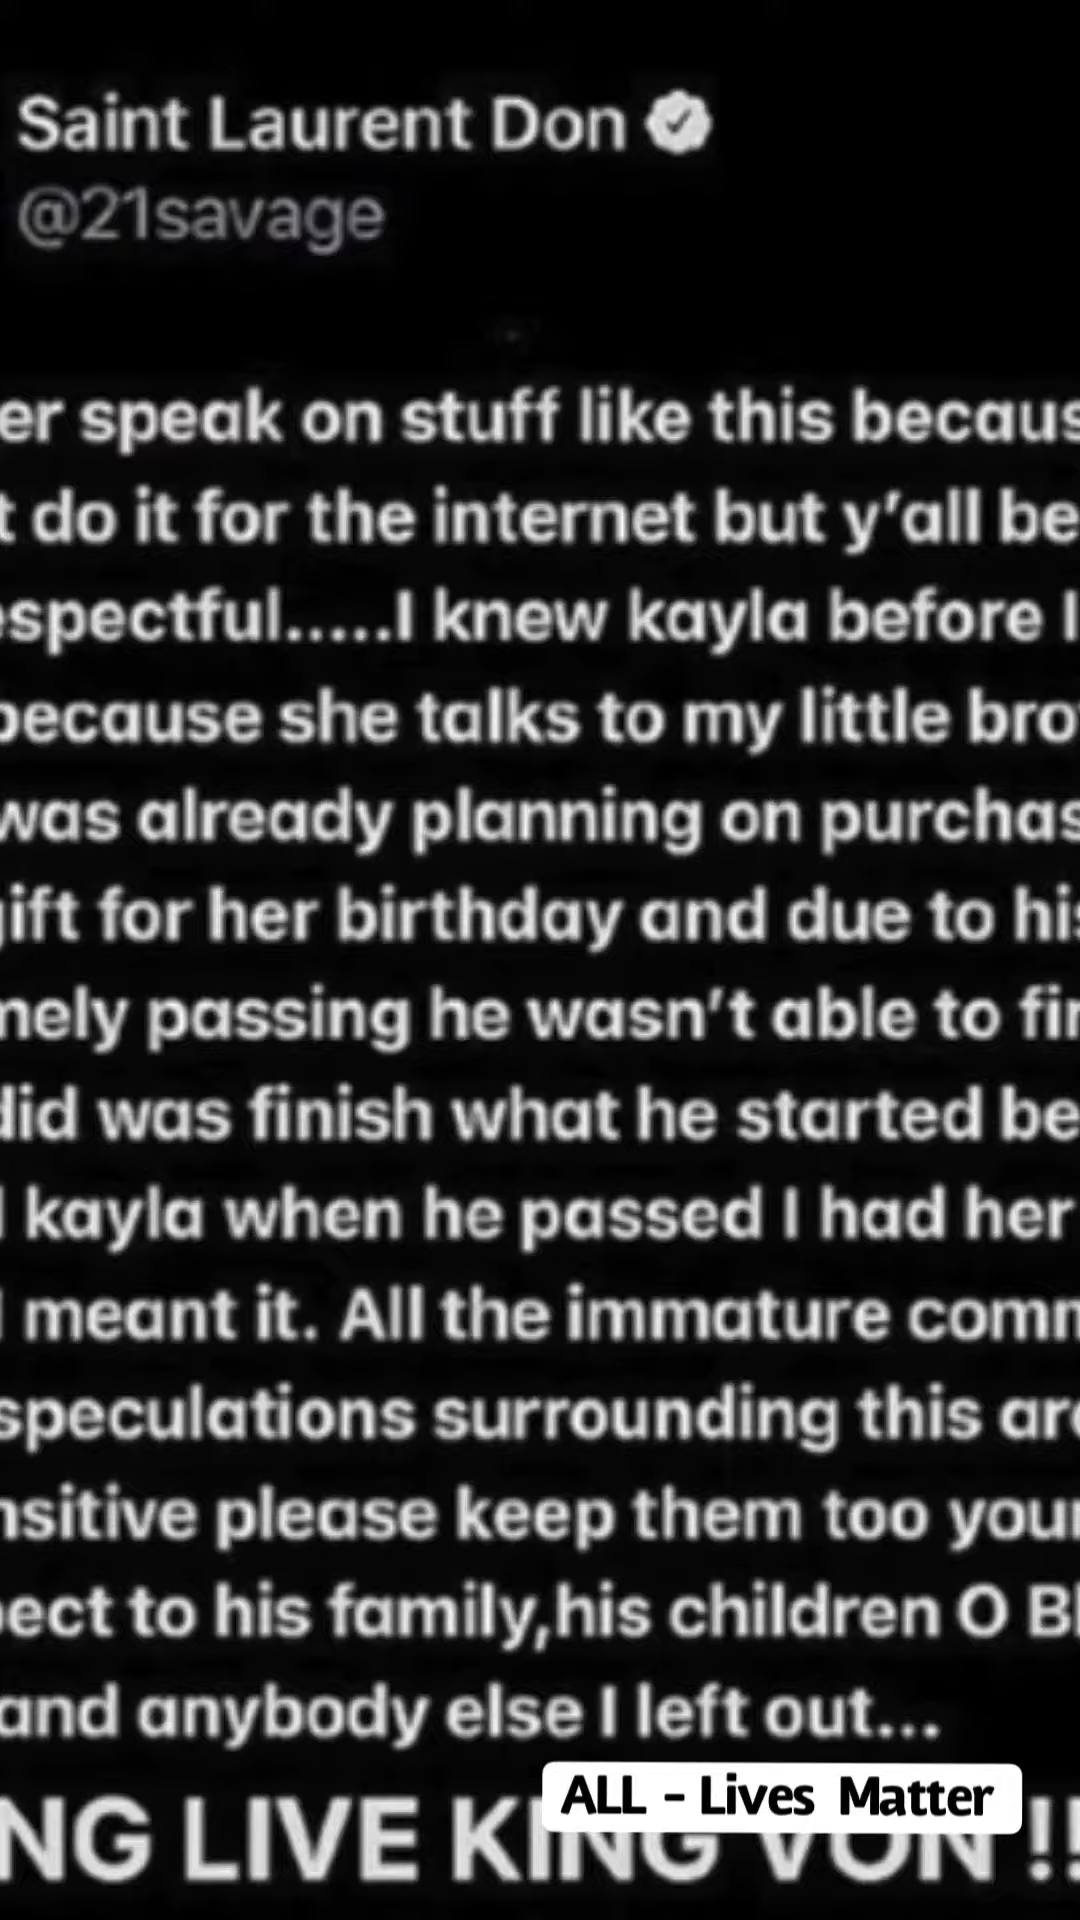 Saint Laurent Don
@21savage
er speak on stuff like this becaus
t do it for the internet but y’all be
espectful.....I knew kayla before I
because she talks to my little bro
was already planning on purchas
gift for her birthday and due to his
mely passing he wasn’t able to fin
did was finish what he started be
kayla when he passed I had her
I meant it. All the immature comm
speculations surrounding this are
nsitive please keep them too your
pect to his family,his children O Bl
and anybody else I left out...
ALL - Lives Matter
NG LIVE KING VON !!